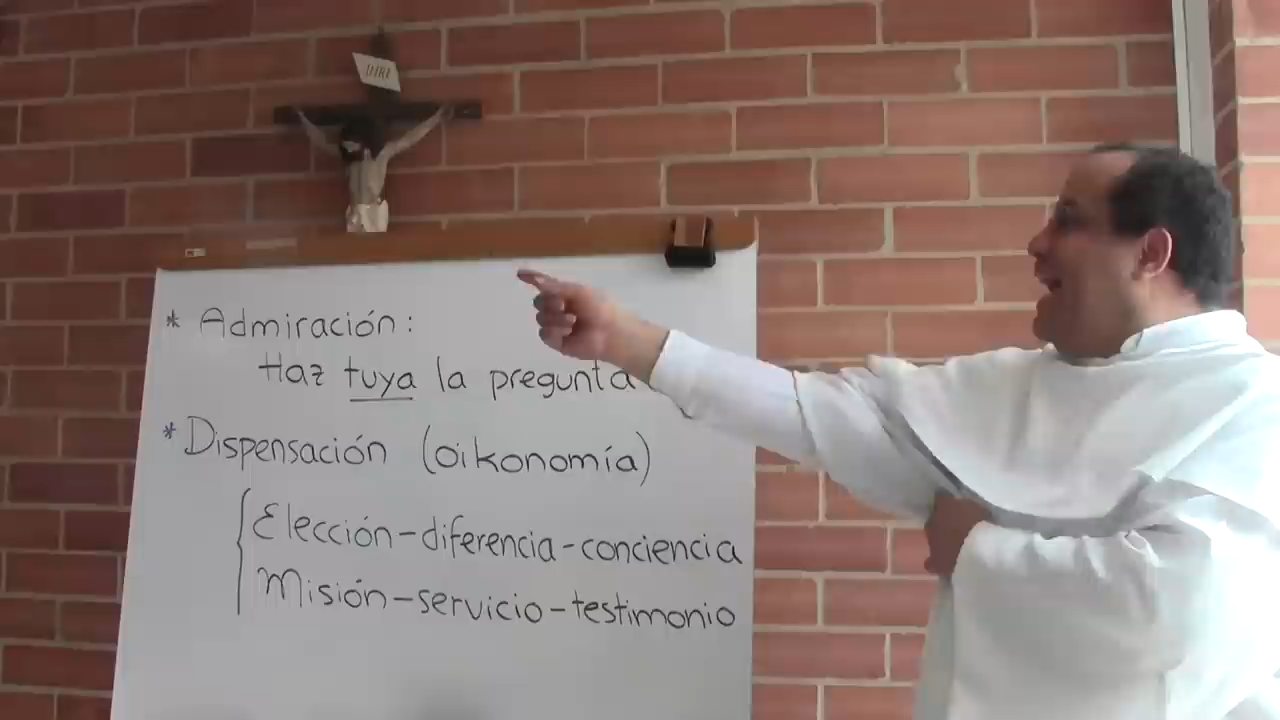 INRI
* Admiración:
Haz tuya la pregunta
* Dispensación (oikonomía)
Elección-diferencia-conciencia
Misión-servicio-testimonio